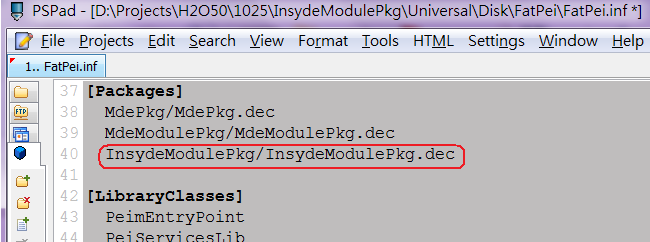 PSPad - [D:\Projects\H2O50\1025\InsydeModulePkg\Universal\Disk\FatPei\FatPei.inf *]
File Projects Edit Search View Format Tools HTML Settings Window Help
1.. FatPei.inf
FTP
37 [Packages]
38 MdePkg/MdePkg.dec
39 MdeModulePkg/MdeModulePkg.dec
40 InsydeModulePkg/InsydeModulePkg.dec
41
42 [LibraryClasses]
43 PeimEntryPoint
44 PeiServicesLib